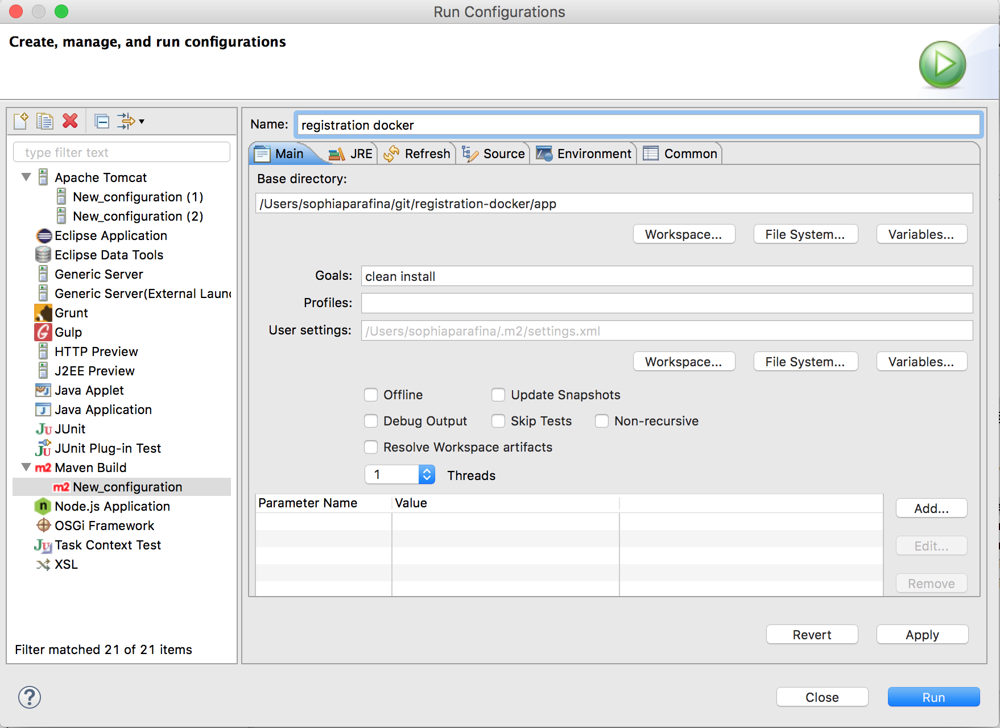 Run Configurations
Create, manage, and run configurations
type filter text
Apache Tomcat
New_configuration (1)
New_configuration (2)
Eclipse Application
Eclipse Data Tools
Generic Server
Generic Server(External Laun
Grunt
Gulp
HTTP Preview
J2EE Preview
Java Applet
Java Application
JUnit
JUnit Plug-in Test
m2 Maven Build
m2 New_configuration
Node.js Application
OSGi Framework
Task Context Test
XSL
Filter matched 21 of 21 items
Name: registration docker
Main JRE Refresh Source Environment Common
Base directory:
/Users/sophiaparafina/git/registration-docker/app
Workspace... File System... Variables...
Goals: clean install
Profiles:
User settings: /Users/sophiaparafina/.m2/settings.xml
Workspace... File System... Variables...
Offline Update Snapshots
Debug Output Skip Tests Non-recursive
Resolve Workspace artifacts
1 Threads
Parameter Name Value
Add...
Edit...
Remove
Revert Apply
? Close Run